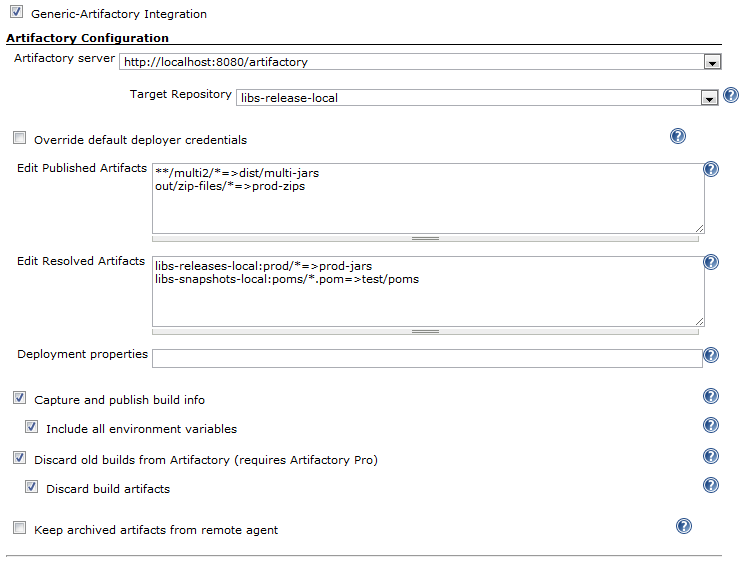 Generic-Artifactory Integration
Artifactory Configuration
Artifactory server http://localhost:8080/artifactory
Target Repository libs-release-local
Override default deployer credentials
Edit Published Artifacts **/multi2/*=>dist/multi-jars
out/zip-files/*=>prod-zips
Edit Resolved Artifacts libs-releases-local:prod/*=>prod-jars
libs-snapshots-local:poms/*.pom=>test/poms
Deployment properties
Capture and publish build info
Include all environment variables
Discard old builds from Artifactory (requires Artifactory Pro)
Discard build artifacts
Keep archived artifacts from remote agent